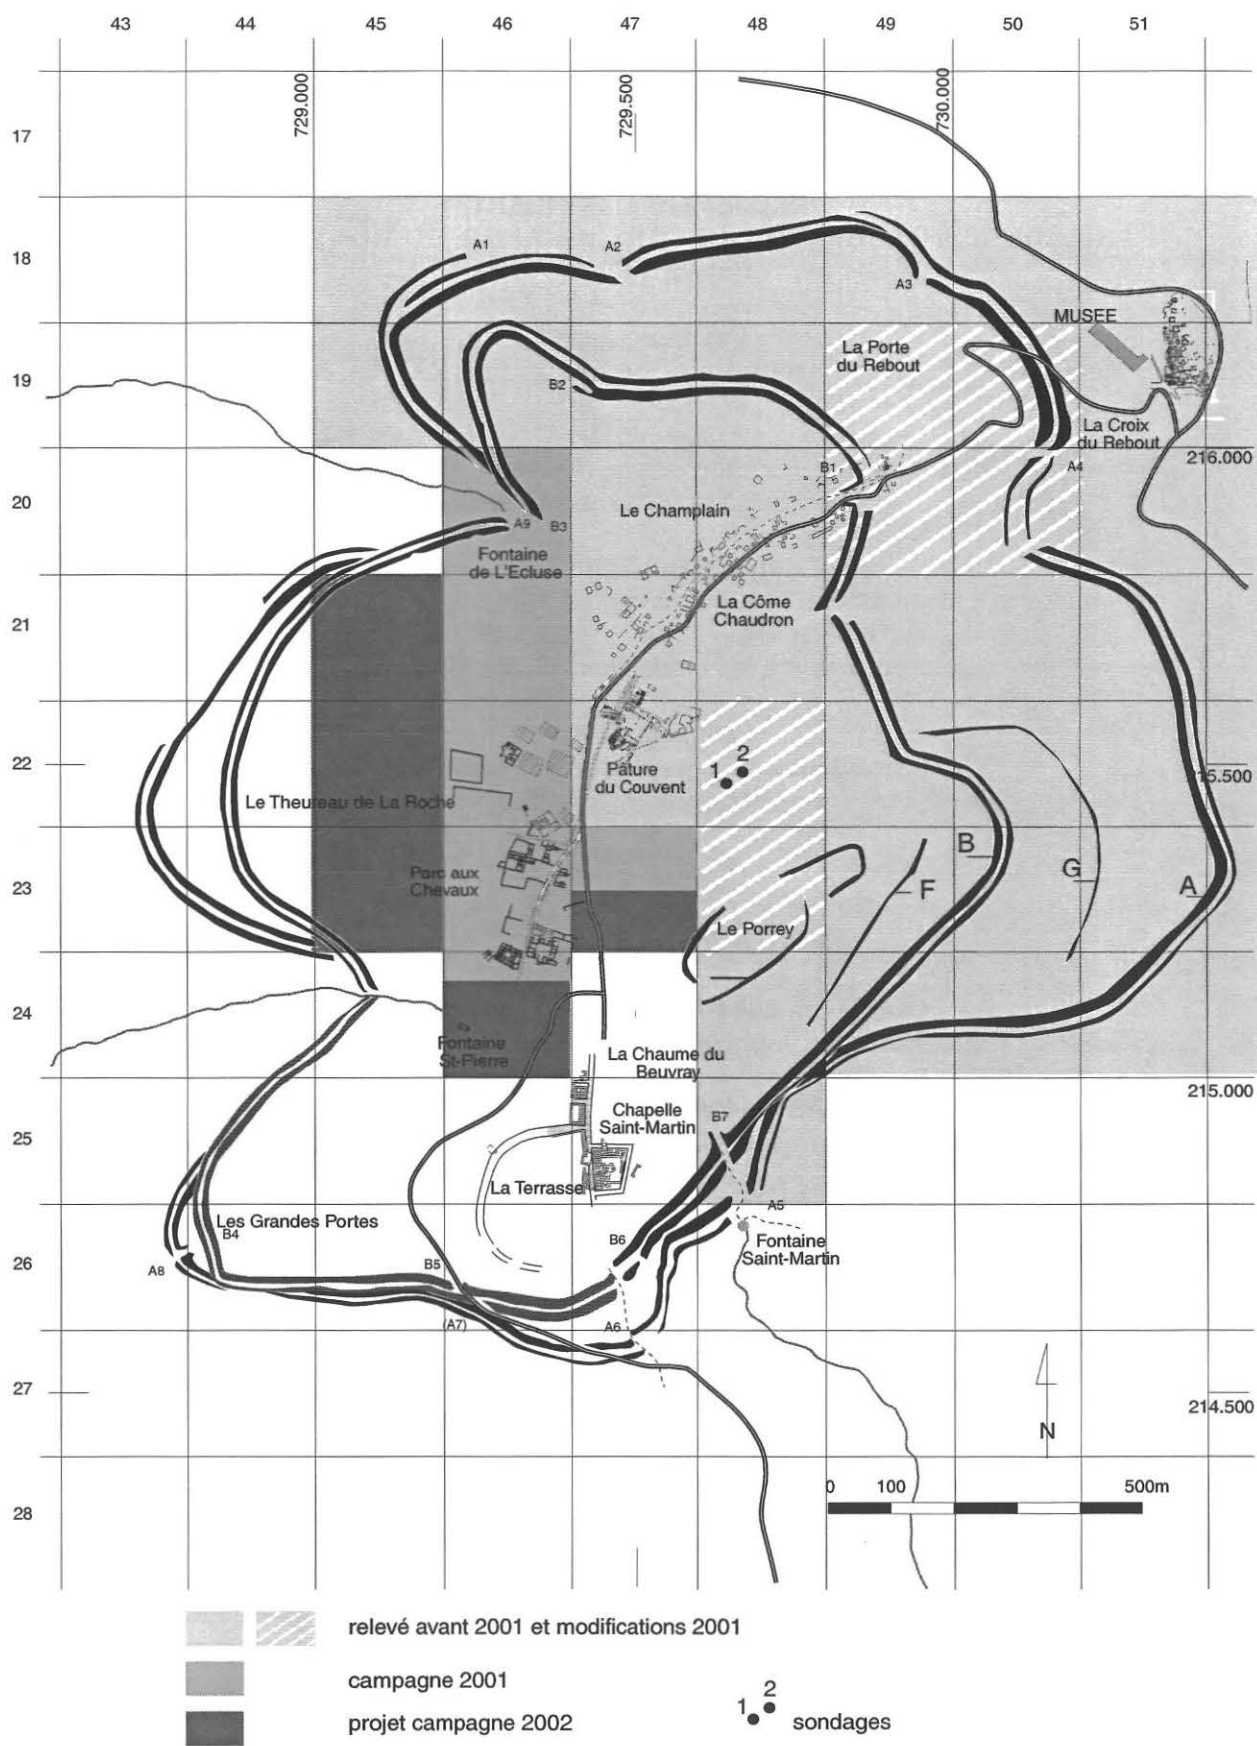 43 44 45 46 47 48 49 50 51
729.000
729.500
730.000
17
18
A1
A2
A3
MUSEE
La Porte
du Rebout
19
B2
La Croix
du Rebout
216.000
B1
A4
20
Le Champlain
A9
B3
Fontaine
de L'Ecluse
La Côme
Chaudron
21
22
1 2
Pâture
du Couvent
215.500
Le Theureau de La Roche
B
G
A
F
Parc aux
Chevaux
23
Le Porrey
24
Fontaine
St-Pierre
La Chaume du
Beuvray
215.000
Chapelle
Saint-Martin
B7
25
La Terrasse
A5
Les Grandes Portes
B4
B6
Fontaine
Saint-Martin
26
A8
B5
(A7)
A6
27
214.500
N
0 100 500m
28
relevé avant 2001 et modifications 2001
campagne 2001
projet campagne 2002
1 2
sondages